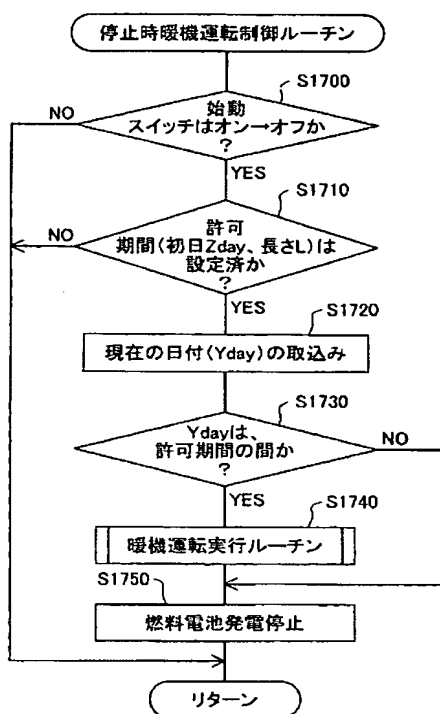 停止時暖機運転制御ルーチン
S1700
始動
スイッチはオン→オフか
?
NO
YES
S1710
許可
期間(初日Zday、長さL)は
設定済か
?
NO
YES
S1720
現在の日付(Yday)の取込み
S1730
Ydayは、
許可期間の間か
?
NO
YES
S1740
暖機運転実行ルーチン
S1750
燃料電池発電停止
リターン